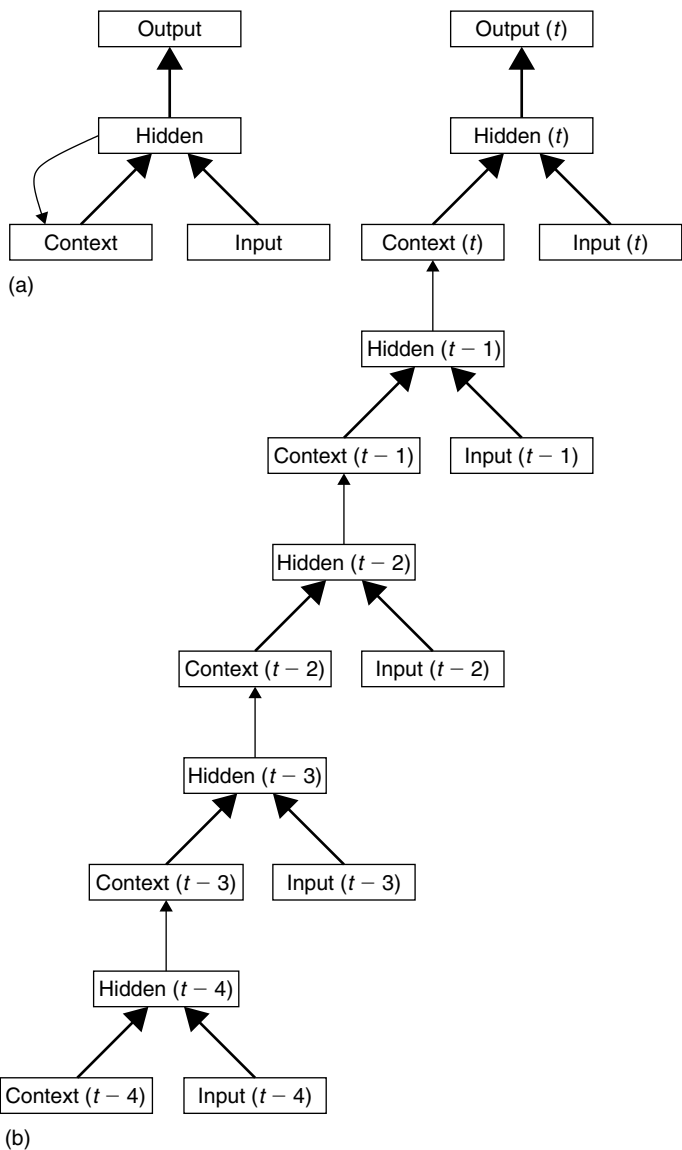 Output
Output (t)
Hidden
Hidden (t)
Context
Input
Context (t)
Input (t)
(a)
Hidden (t − 1)
Context (t − 1)
Input (t − 1)
Hidden (t − 2)
Context (t − 2)
Input (t − 2)
Hidden (t − 3)
Context (t − 3)
Input (t − 3)
Hidden (t − 4)
Context (t − 4)
Input (t − 4)
(b)